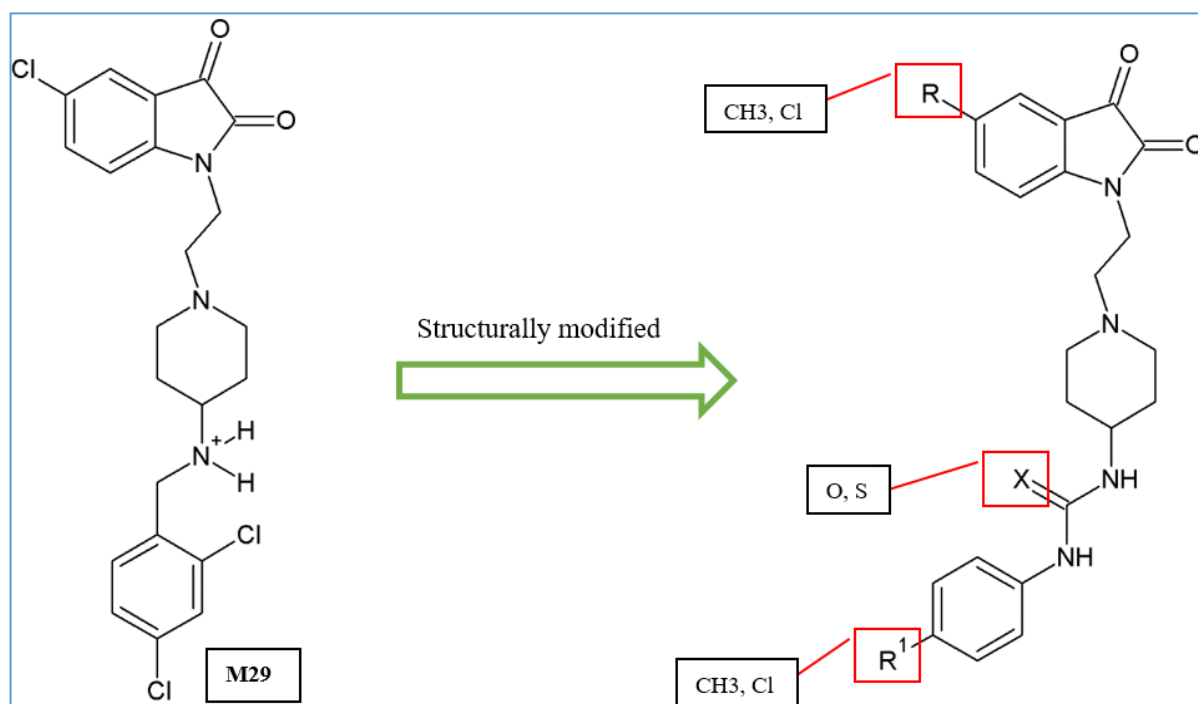 O
Cl
O
N
N
+
H
N
H
Cl
Cl
M29
Structurally modified
O
CH3, Cl
R
O
N
N
O, S
X
NH
NH
CH3, Cl
R1